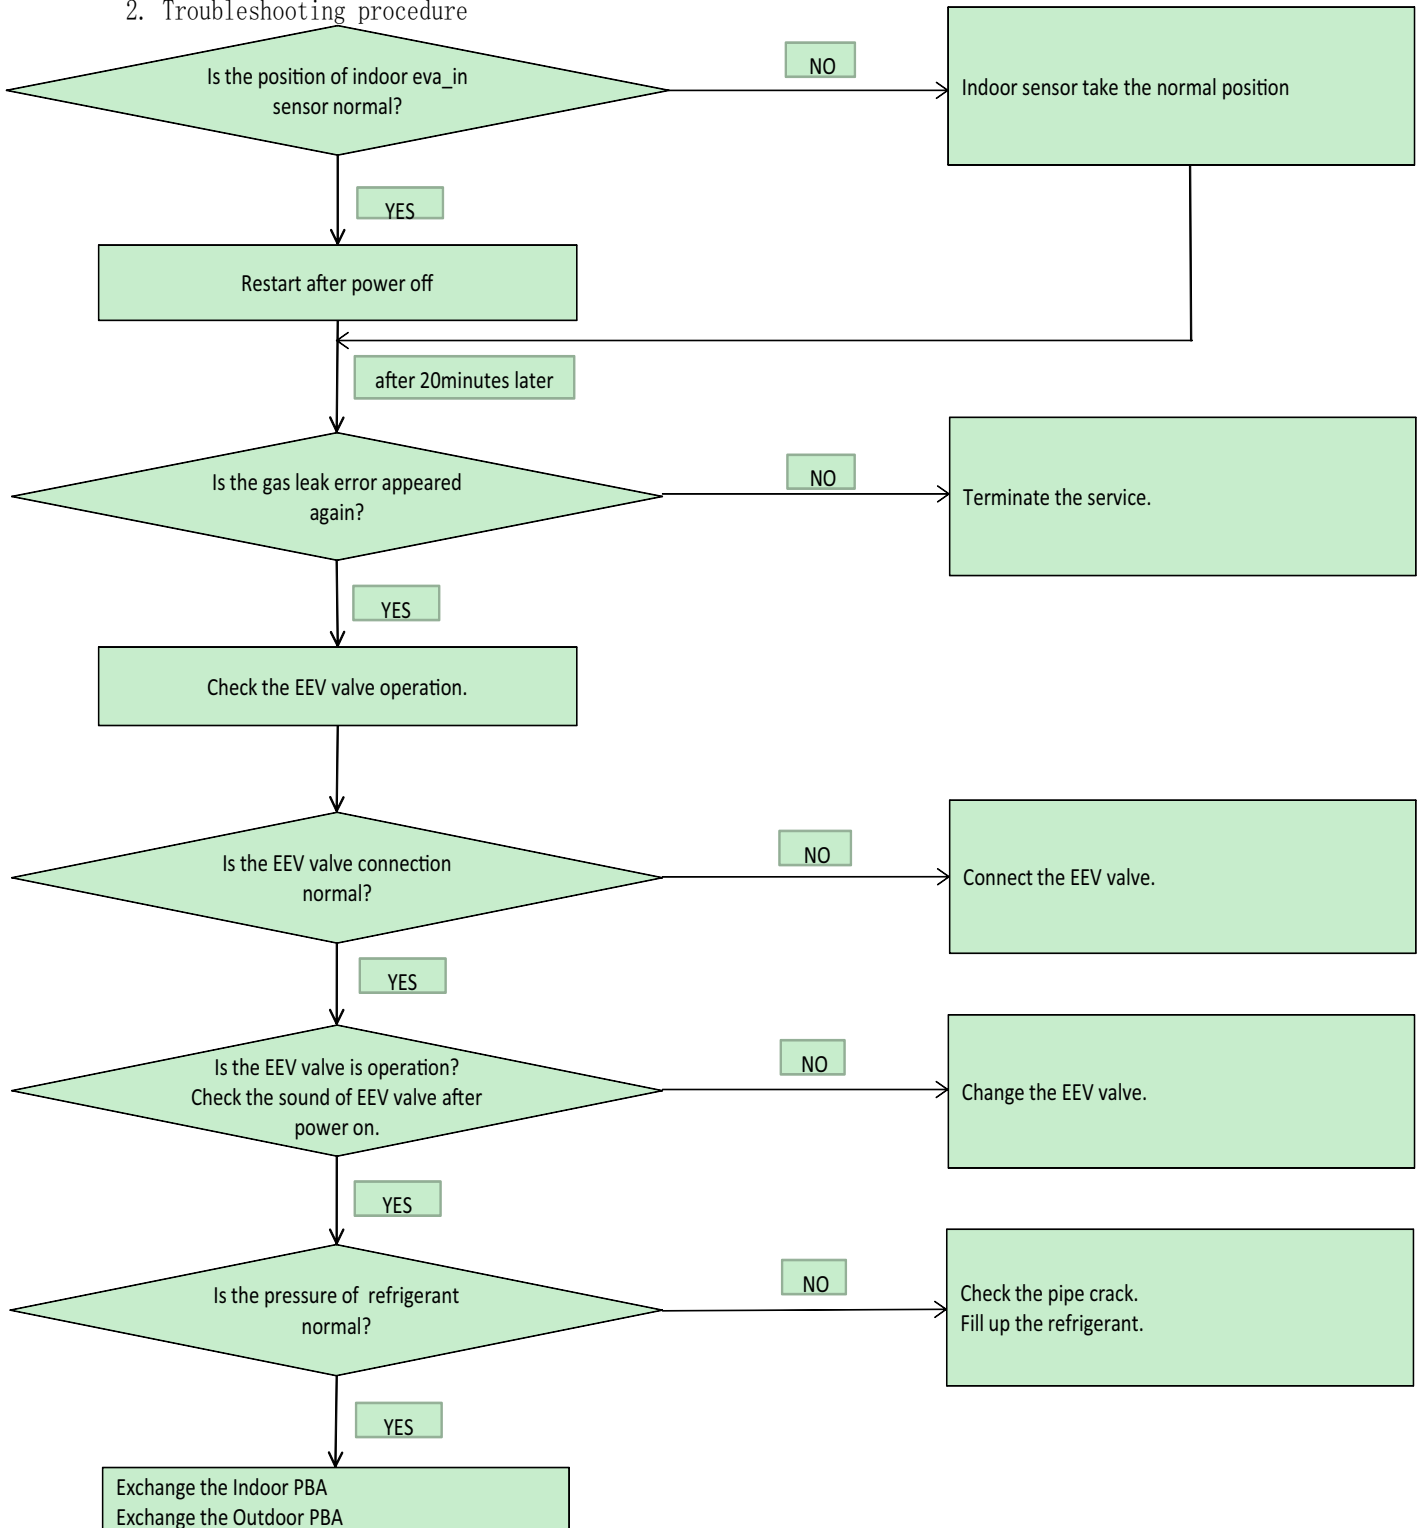 2. Troubleshooting procedure
Is the position of indoor eva_in
sensor normal?
NO
Indoor sensor take the normal position
YES
Restart after power off
after 20minutes later
Is the gas leak error appeared
again?
NO
Terminate the service.
YES
Check the EEV valve operation.
Is the EEV valve connection
normal?
NO
Connect the EEV valve.
YES
Is the EEV valve is operation?
Check the sound of EEV valve after
power on.
NO
Change the EEV valve.
YES
Is the pressure of refrigerant
normal?
NO
Check the pipe crack.
Fill up the refrigerant.
YES
Exchange the Indoor PBA
Exchange the Outdoor PBA